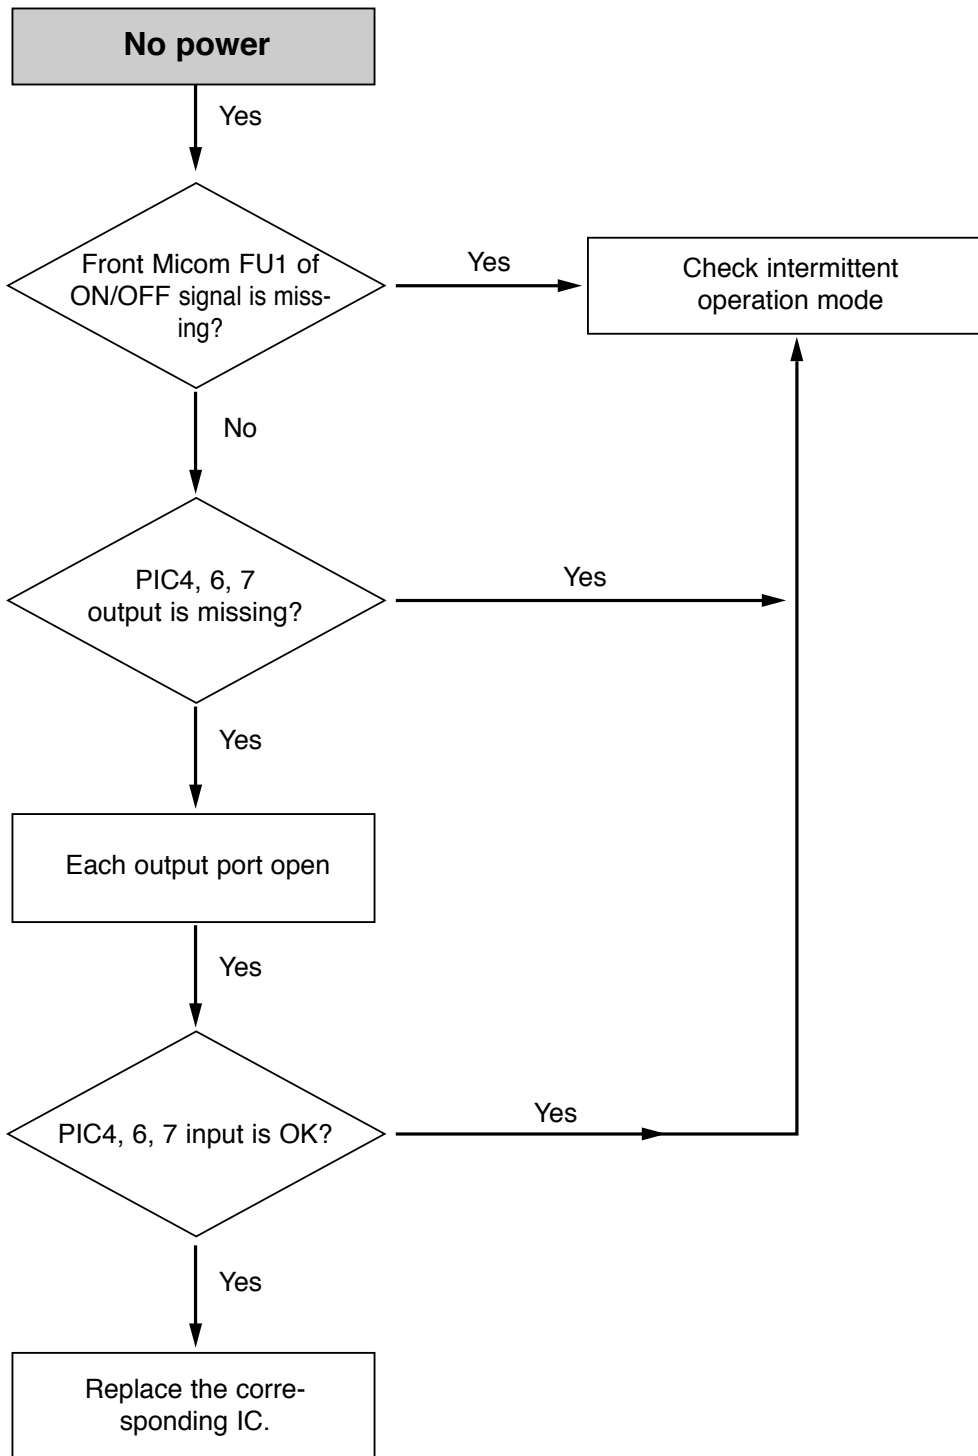 No power
Yes
Front Micom FU1 of
ON/OFF signal is miss-
ing?
Yes
Check intermittent
operation mode
No
PIC4, 6, 7
output is missing?
Yes
Yes
Each output port open
Yes
PIC4, 6, 7 input is OK?
Yes
Yes
Replace the corre-
sponding IC.